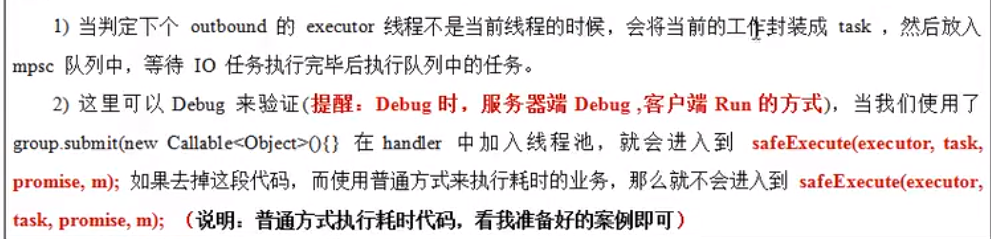 1) 当判定下个 outbound 的 executor 线程不是当前线程的时候，会将当前的工作封装成 task ，然后放入
mpsc 队列中，等待 IO 任务执行完毕后执行队列中的任务。
2) 这里可以 Debug 来验证(提醒：Debug 时，服务器端 Debug ,客户端 Run 的方式)，当我们使用了
group.submit(new Callable<Object>(){} 在 handler 中加入线程池，就会进入到 safeExecute(executor, task,
promise, m); 如果去掉这段代码，而使用普通方式来执行耗时的业务，那么就不会进入到 safeExecute(executor,
task, promise, m); （说明：普通方式执行耗时代码，看我准备好的案例即可）